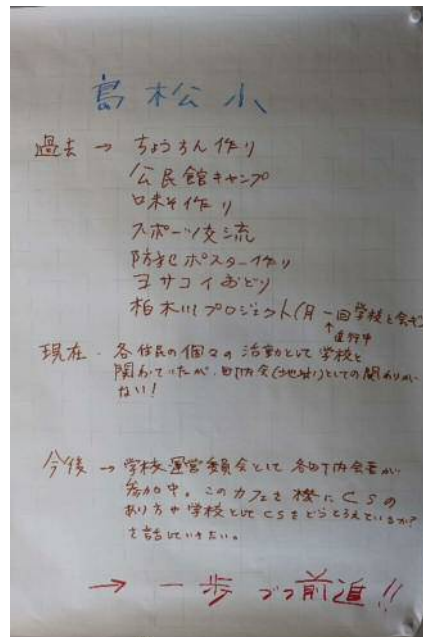 島松小
過去 → ちょうちん作り
公民館キャンプ
味そ作り
スポーツ交流
防犯ポスター作り
ヨサコイおどり
柏木川プロジェクト(月一回学校と会ギ)
↑進行中
現在・各住民の個々の活動として学校と
関わていたが、町内会(地域)としての関わりがない
ない!
今後 → 学校運営委員会として各町内会長が
参加中。このカフェを機にCSの
あり方や学校としてCSをどうとらえているか?
を話していきたい。
→ 一歩づつ前進!!